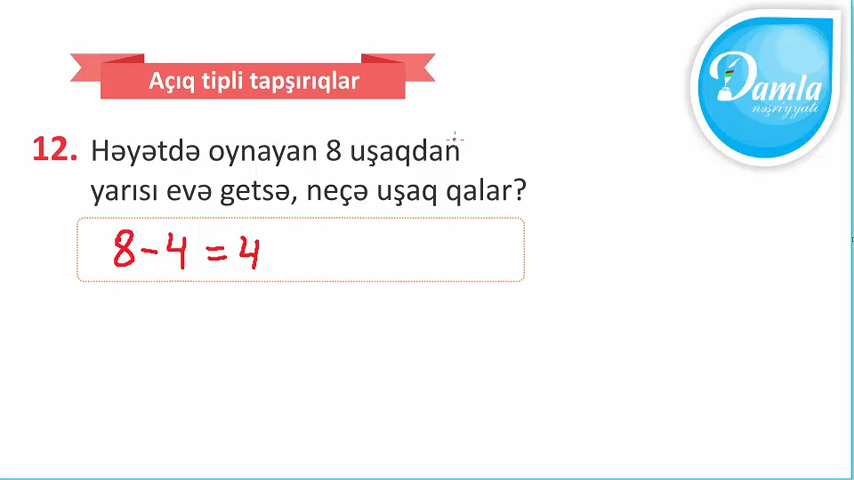 Açıq tipli tapşırıqlar
Damla
nəşriyyatı
12. Həyətdə oynayan 8 uşaqdan
yarısı evə getsə, neçə uşaq qalar?
8-4=4